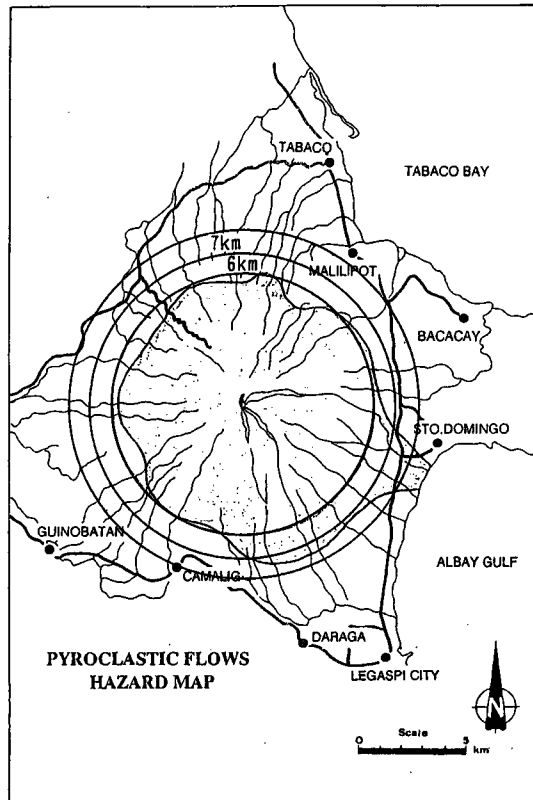 TABACO
TABACO BAY
7km
6km
MALILIPOT
BACACAY
STO.DOMINGO
GUINOBATAN
CAMALIG
ALBAY GULF
DARAGA
LEGASPI CITY
PYROCLASTIC FLOWS
HAZARD MAP
N
Scale
0 5
km